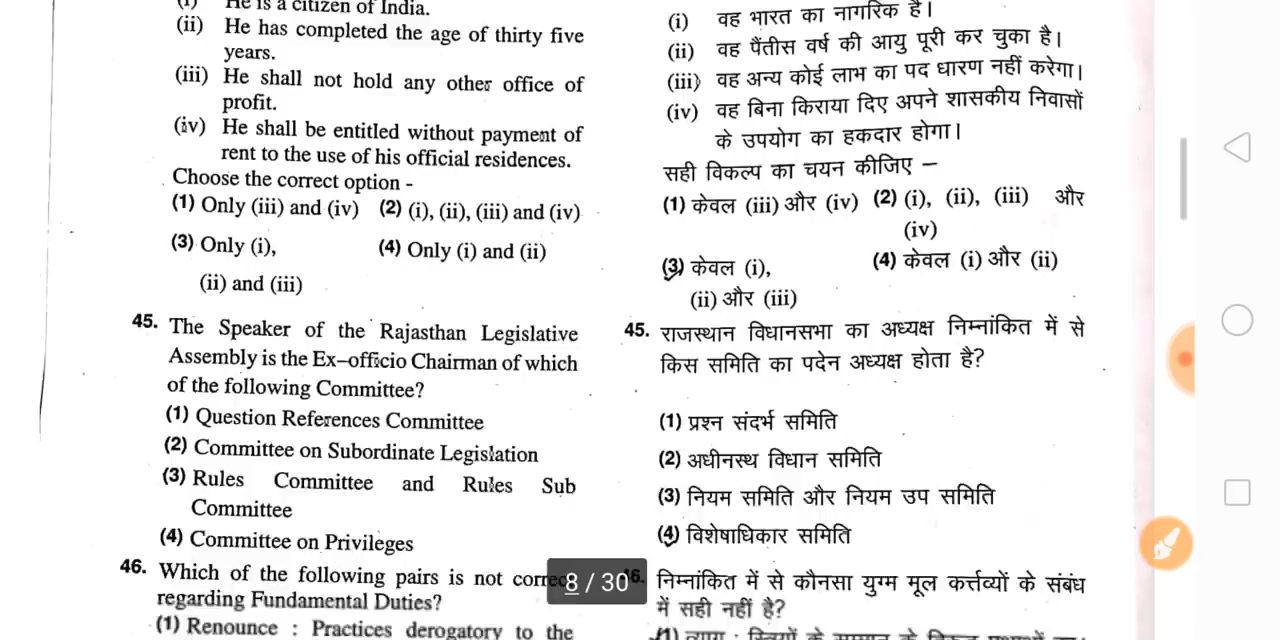 (i) He is a citizen of India.
(ii) He has completed the age of thirty five
years.
(iii) He shall not hold any other office of
profit.
(iv) He shall be entitled without payment of
rent to the use of his official residences.
Choose the correct option -
(1) Only (iii) and (iv) (2) (i), (ii), (iii) and (iv)
(3) Only (i), (4) Only (i) and (ii)
(ii) and (iii)
45. The Speaker of the Rajasthan Legislative
Assembly is the Ex-officio Chairman of which
of the following Committee?
(1) Question References Committee
(2) Committee on Subordinate Legislation
(3) Rules Committee and Rules Sub
Committee
(4) Committee on Privileges
46. Which of the following pairs is not
regarding Fundamental Duties?
(1) Renounce : Practices derogatory to the
(i) वह भारत का नागरिक है।
(ii) वह पैंतीस वर्ष की आयु पूरी कर चुका है।
(iii) वह अन्य कोई लाभ का पद धारण नहीं करेगा।
(iv) वह बिना किराया दिए अपने शासकीय निवासों
के उपयोग का हकदार होगा।
सही विकल्प का चयन कीजिए –
(1) केवल (iii) और (iv) (2) (i), (ii), (iii) और
(iv)
(3) केवल (i), (4) केवल (i) और (ii)
(ii) और (iii)
45. राजस्थान विधानसभा का अध्यक्ष निम्नांकित में से
किस समिति का पदेन अध्यक्ष होता है?
(1) प्रश्न संदर्भ समिति
(2) अधीनस्थ विधान समिति
(3) नियम समिति और नियम उप समिति
(4) विशेषाधिकार समिति
46. निम्नांकित में से कौनसा युग्म मूल कर्त्तव्यों के संबंध
में सही नहीं है?
8 / 30